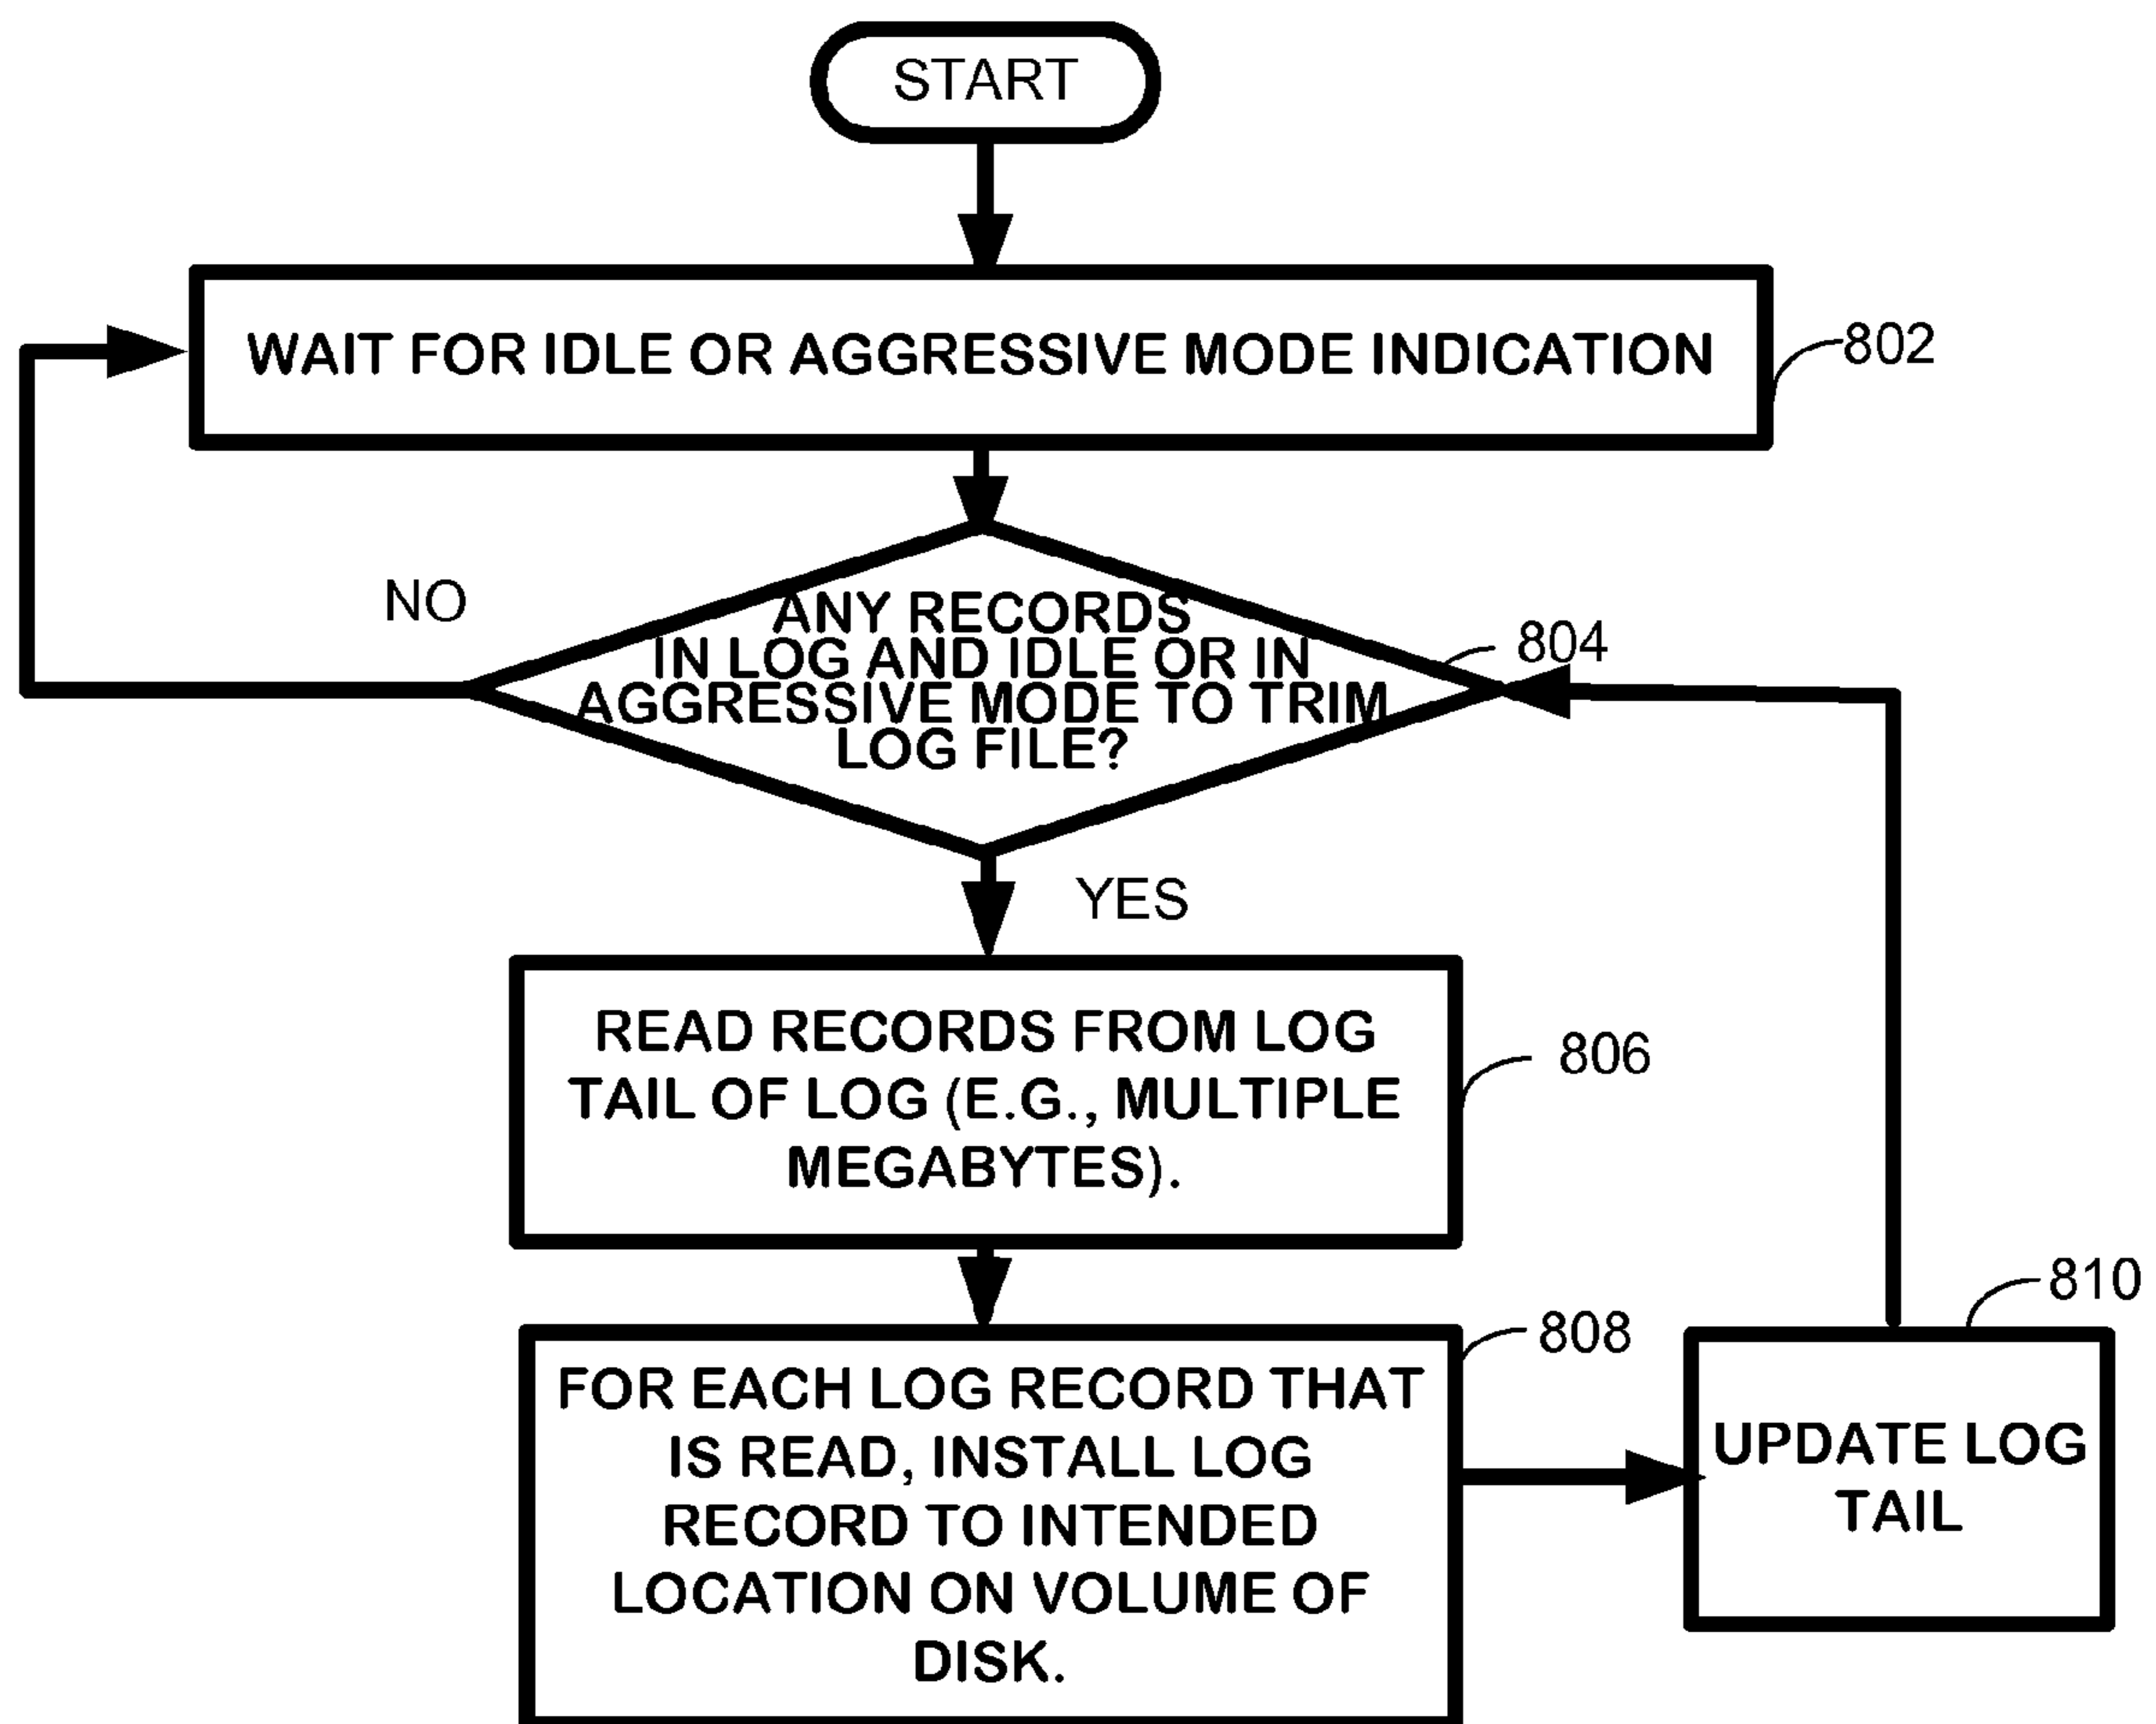 START
WAIT FOR IDLE OR AGGRESSIVE MODE INDICATION
802
NO
ANY RECORDS
IN LOG AND IDLE OR IN
AGGRESSIVE MODE TO TRIM
LOG FILE?
804
YES
READ RECORDS FROM LOG
TAIL OF LOG (E.G., MULTIPLE
MEGABYTES).
806
FOR EACH LOG RECORD THAT
IS READ, INSTALL LOG
RECORD TO INTENDED
LOCATION ON VOLUME OF
DISK.
808
810
UPDATE LOG
TAIL